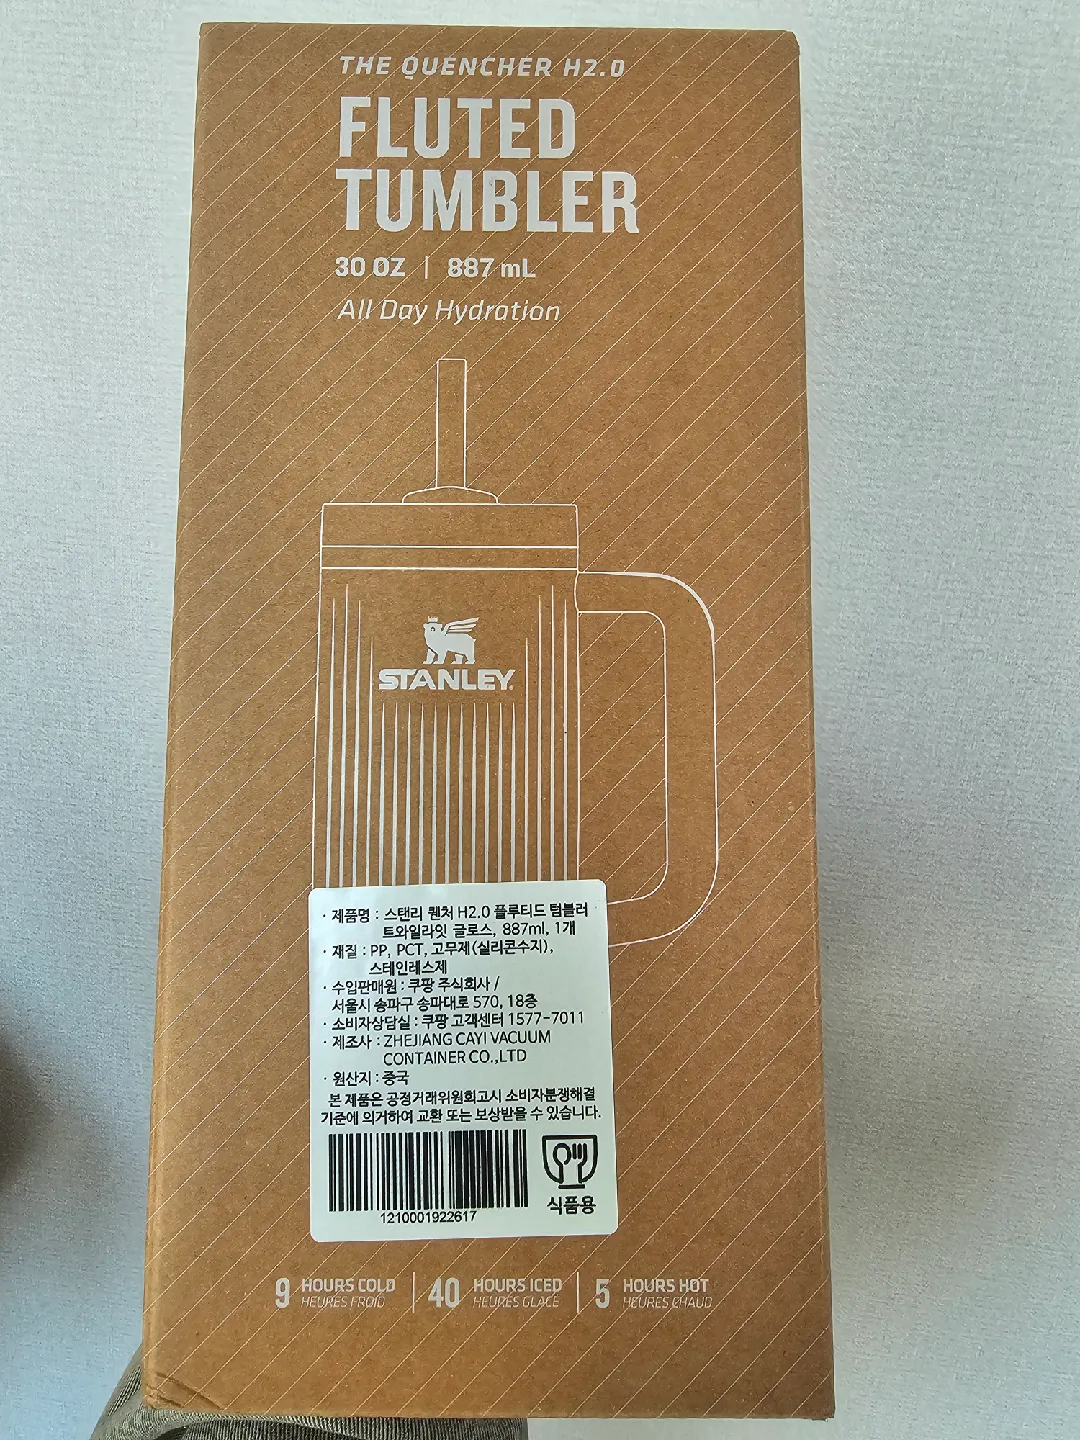 THE QUENCHER H2.0
FLUTED
TUMBLER
30 OZ | 887 mL
All Day Hydration
STANLEY.
· 제품명 : 스탠리 퀜처 H2.0 플루티드 텀블러
트와일라잇 글로스, 887ml, 1개
· 재질 : PP, PCT, 고무제(실리콘수지),
스테인레스제
· 수입판매원 : 쿠팡 주식회사 /
서울시 송파구 송파대로 570, 18층
· 소비자상담실 : 쿠팡 고객센터 1577-7011
· 제조사 : ZHEJIANG CAYI VACUUM
CONTAINER CO.,LTD
· 원산지 : 중국
본 제품은 공정거래위원회고시 소비자분쟁해결
기준에 의거하여 교환 또는 보상받을 수 있습니다.
1210001922617
식품용
9 HOURS COLD | 40 HOURS ICED | 5 HOURS HOT
HEURES FROID HEURES GLACÉ HEURES CHAUD